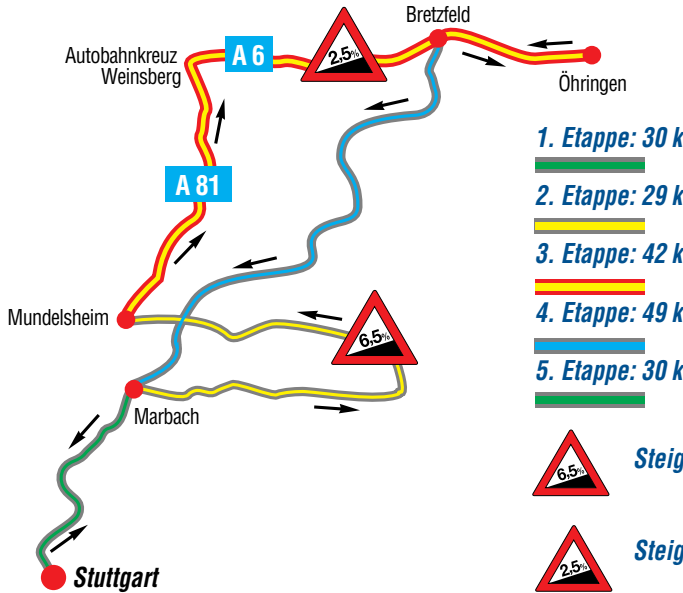 Bretzfeld
2,5%
A 6
Autobahnkreuz
Weinsberg
Öhringen
A 81
Mundelsheim
6,5%
Marbach
Stuttgart
1. Etappe: 30 k
2. Etappe: 29 k
3. Etappe: 42 k
4. Etappe: 49 k
5. Etappe: 30 k
6,5%
Steig
2,5%
Steig